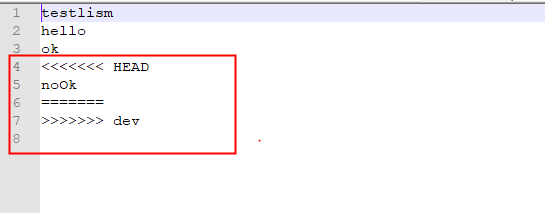 1 testlism
2 hello
3 ok
4 <<<<<<< HEAD
5 noOk
6 =======
7 >>>>>>> dev
8